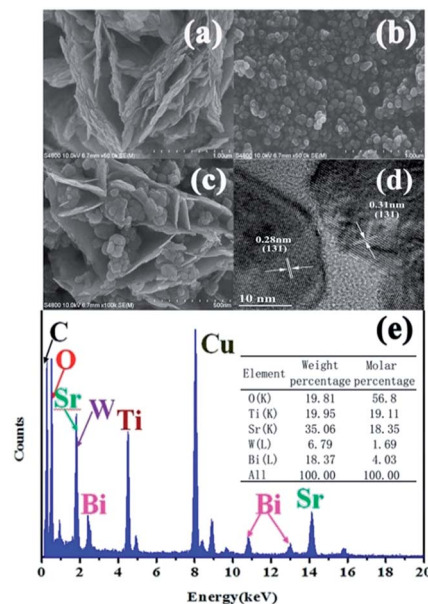 (a)
(b)
S4800 10.0kV 6.7mm x50.0k SE(M)
1.00um
S4800 10.0kV 6.7mm x50.0k SE(M)
1.00um
(c)
(d)
0.28nm
(131)
0.31nm
(131)
S4800 10.0kV 6.7mm x100k SE(M)
500nm
10 nm
(e)
C
O
Sr
W
Bi
Ti
Cu
Bi
Sr
Element Weight percentage Molar percentage
O(K) 19.81 56.8
Ti(K) 19.95 19.11
Sr(K) 35.06 18.35
W(L) 6.79 1.69
Bi(L) 18.37 4.03
All 100.00 100.00
Counts
0 2 4 6 8 10 12 14 16 18 20
Energy(keV)